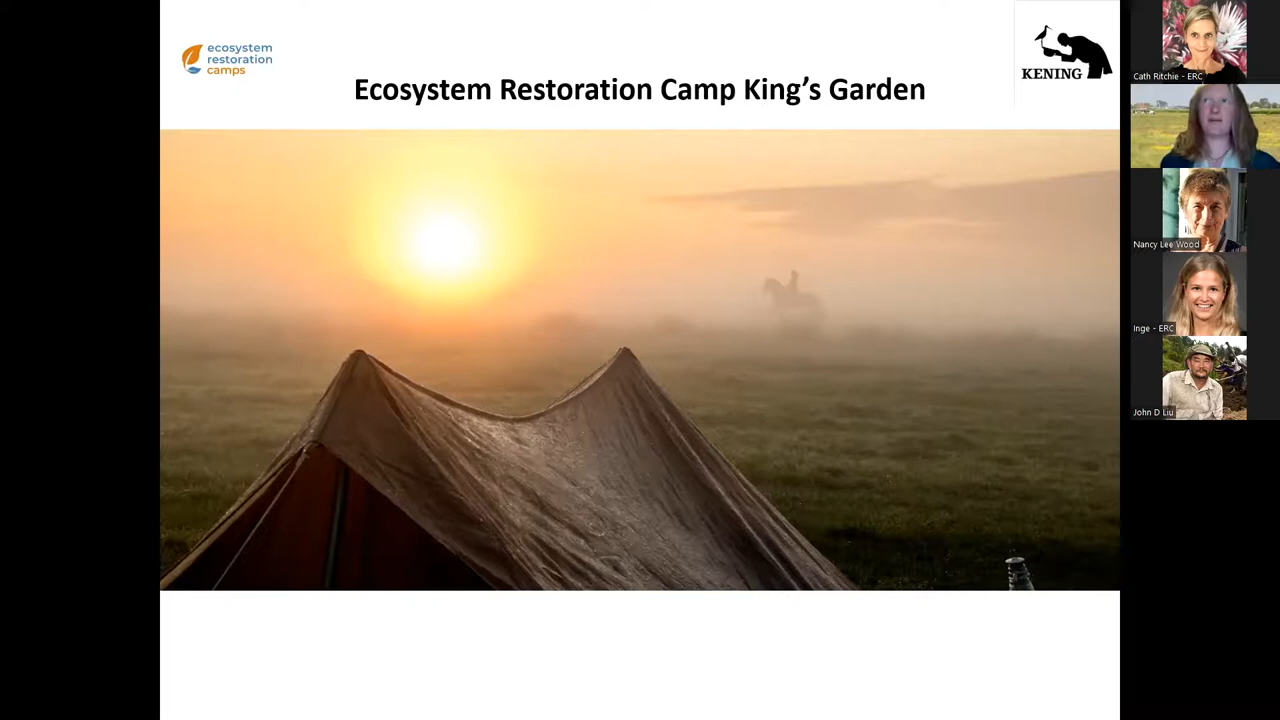 ecosystem
restoration
camps
KENING
Ecosystem Restoration Camp King's Garden
Cath Ritchie - ERC
Nancy Lee Wood
Inge - ERC
John D Liu